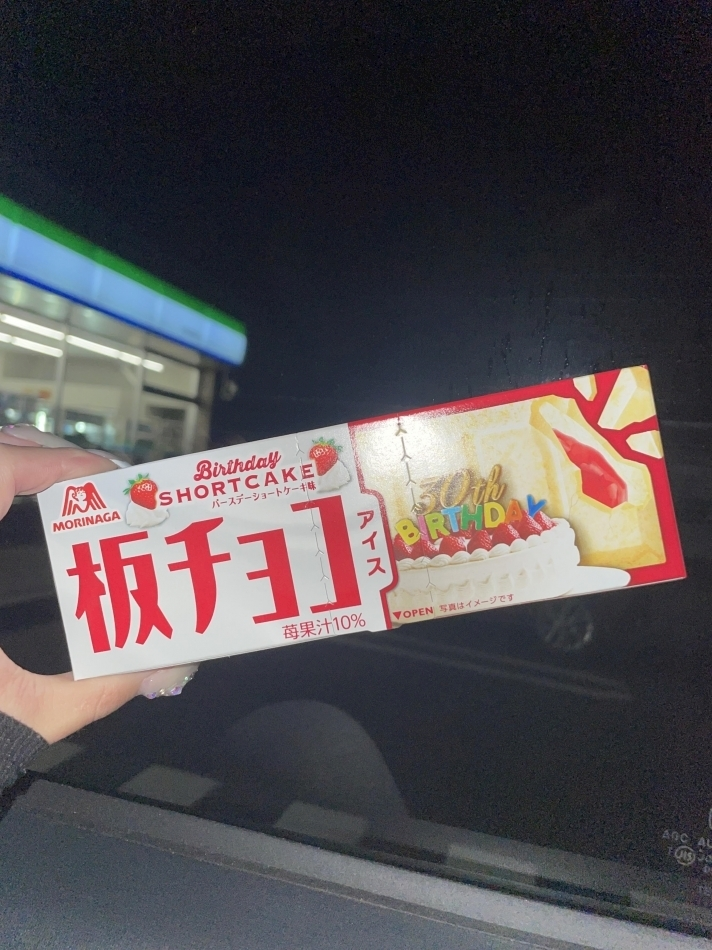 MORINAGA
Birthday
SHORTCAKE
バースデーショートケーキ味
板チョコ
アイス
苺果汁10%
30th
BIRTHDAY
▼OPEN 写真はイメージです
JIS